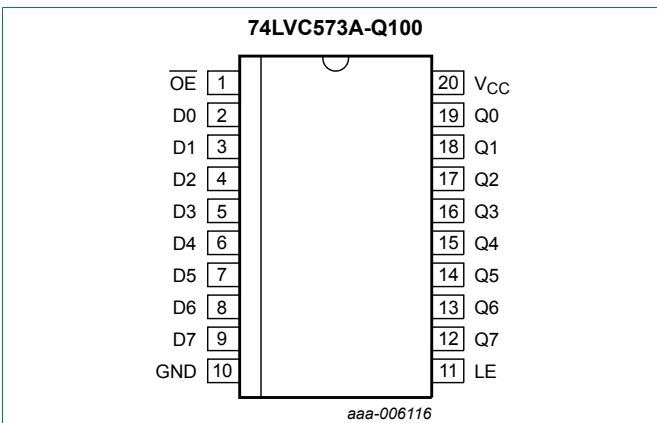 74LVC573A-Q100
OE 1 20 VCC
D0 2 19 Q0
D1 3 18 Q1
D2 4 17 Q2
D3 5 16 Q3
D4 6 15 Q4
D5 7 14 Q5
D6 8 13 Q6
D7 9 12 Q7
GND 10 11 LE
aaa-006116